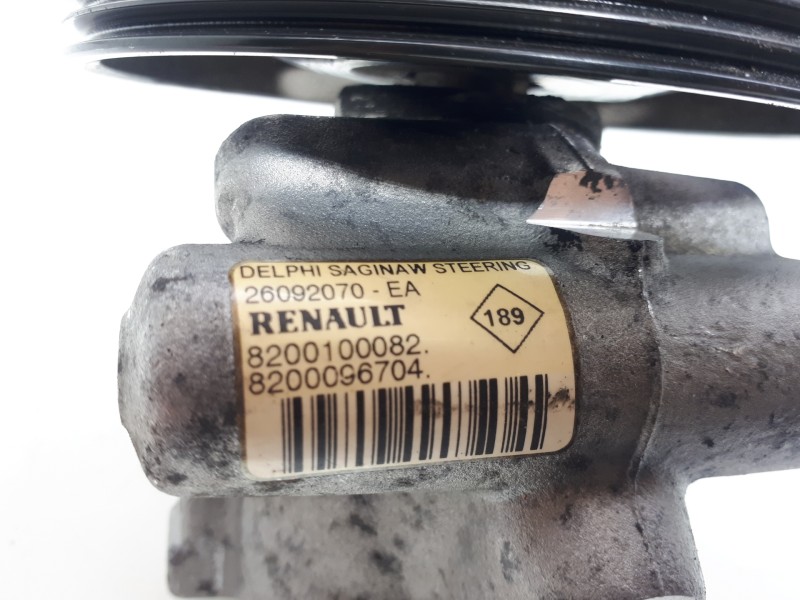 DELPHI SAGINAW STEERING
26092070 - EA
RENAULT
189
8200100082.
8200096704.